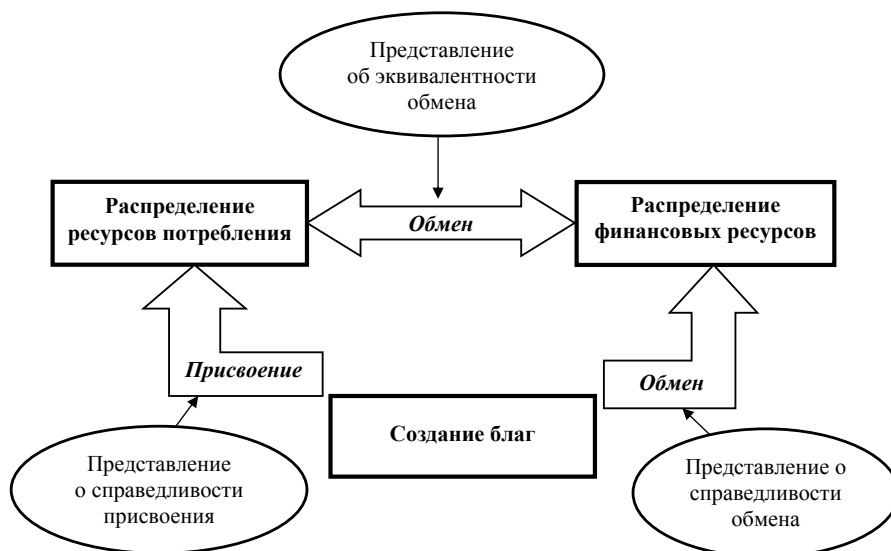 Представление
об эквивалентности
обмена
Распределение
ресурсов потребления
Обмен
Распределение
финансовых ресурсов
Присвоение
Обмен
Создание благ
Представление
о справедливости
присвоения
Представление о
справедливости
обмена